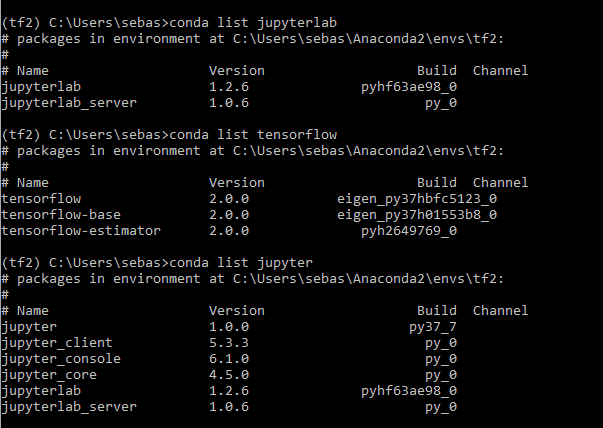 (tf2) C:\Users\sebas>conda list jupyterlab
# packages in environment at C:\Users\sebas\Anaconda2\envs\tf2:
#
# Name                    Version                   Build  Channel
jupyterlab                1.2.6              pyhf63ae98_0
jupyterlab_server         1.0.6                      py_0
(tf2) C:\Users\sebas>conda list tensorflow
# packages in environment at C:\Users\sebas\Anaconda2\envs\tf2:
#
# Name                    Version                   Build  Channel
tensorflow                2.0.0           eigen_py37hbfc5123_0
tensorflow-base           2.0.0           eigen_py37h01553b8_0
tensorflow-estimator      2.0.0              pyh2649769_0
(tf2) C:\Users\sebas>conda list jupyter
# packages in environment at C:\Users\sebas\Anaconda2\envs\tf2:
#
# Name                    Version                   Build  Channel
jupyter                   1.0.0                    py37_7
jupyter_client            5.3.3                      py_0
jupyter_console           6.1.0                      py_0
jupyter_core              4.5.0                      py_0
jupyterlab                1.2.6              pyhf63ae98_0
jupyterlab_server         1.0.6                      py_0